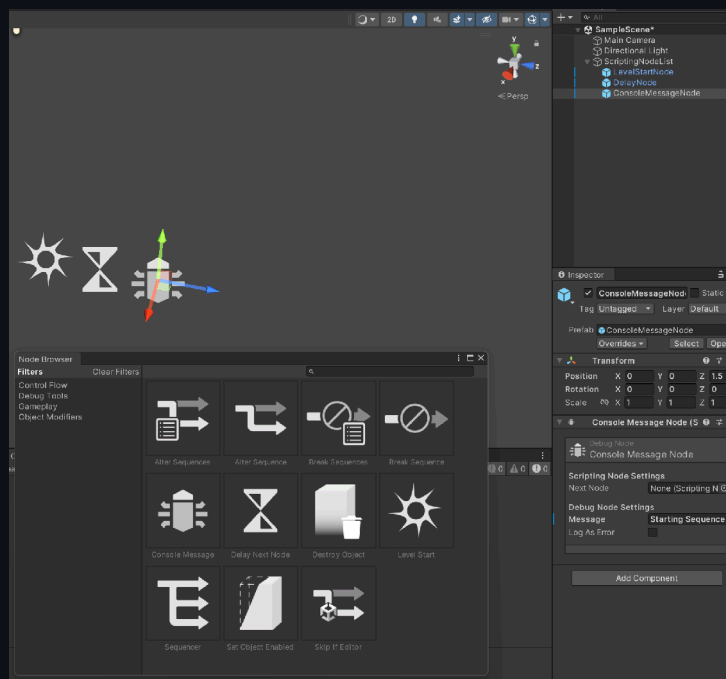 2D
All
SampleScene*
Main Camera
Directional Light
ScriptingNodeList
LevelStartNode
DelayNode
ConsoleMessageNode
y
z
x
Persp
Inspector
ConsoleMessageNod
Static
Tag Untagged Layer Default
Prefab ConsoleMessageNode
Overrides Select Ope
Transform
Position X 0 Y 0 Z 1.5
Rotation X 0 Y 0 Z 0
Scale X 1 Y 1 Z 1
Console Message Node (S
Debug Node
Console Message Node
Scripting Node Settings
Next Node None (Scripting N
Debug Node Settings
Message Starting Sequence
Log As Error
Add Component
0 0 0
Node Browser
Filters Clear Filters
Control Flow
Debug Tools
Gameplay
Object Modifiers
Alter Sequences Alter Sequence Break Sequences Break Sequence
Console Message Delay Next Node Destroy Object Level Start
Sequencer Set Object Enabled Skip If Editor